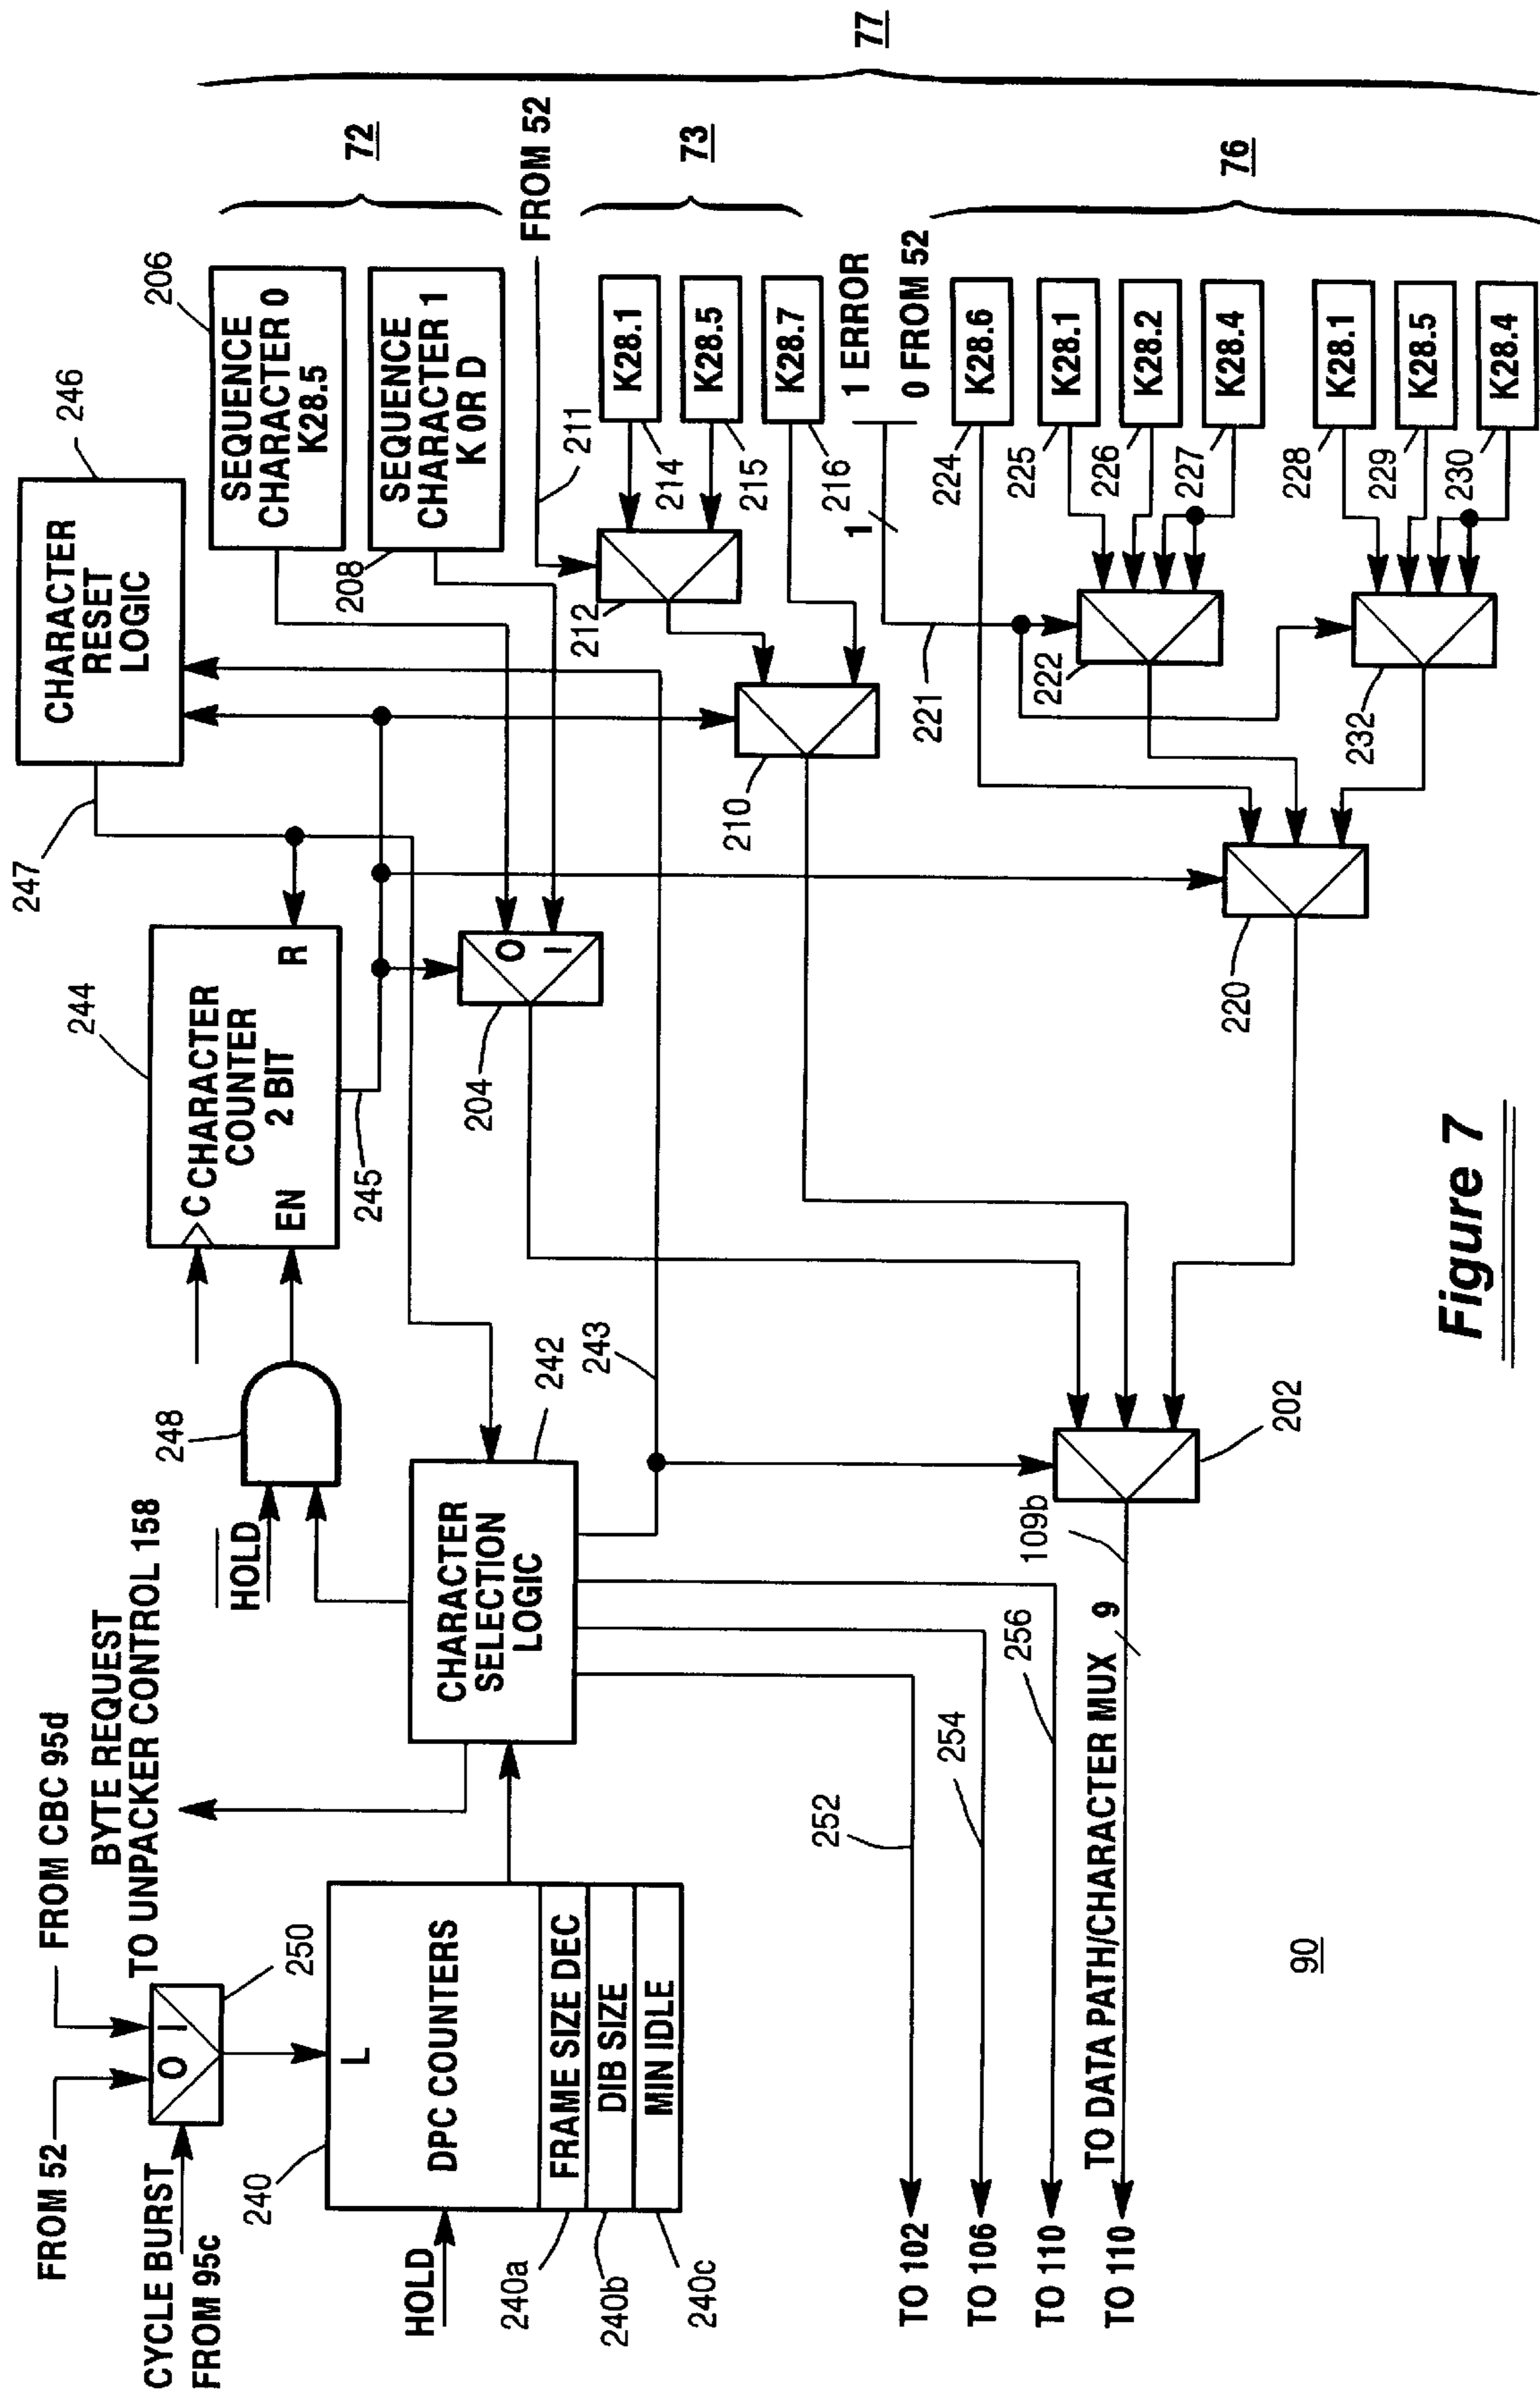 FROM 52
FROM CBC 95d
CYCLE BURST
FROM 95c
O I
250
BYTE REQUEST
TO UNPACKER CONTROL 158
HOLD
240
L
DPC COUNTERS
FRAME SIZE DEC
DIB SIZE
MIN IDLE
240a
240b
240c
HOLD
248
CHARACTER
SELECTION
LOGIC
242
243
244
C
CHARACTER
COUNTER
2 BIT
EN
R
245
247
CHARACTER
RESET
LOGIC
246
206
SEQUENCE
CHARACTER 0
K28.5
SEQUENCE
CHARACTER 1
K OR D
208
72
O
I
204
FROM 52
211
K28.1
K28.5
K28.7
214
215
216
212
210
73
1 ERROR
0 FROM 52
1
221
K28.6
K28.1
K28.2
K28.4
K28.1
K28.5
K28.4
224
225
226
227
228
229
230
222
232
220
76
77
202
109b
252
254
256
TO DATA PATH/CHARACTER MUX
9
TO 102
TO 106
TO 110
TO 110
90
Figure 7